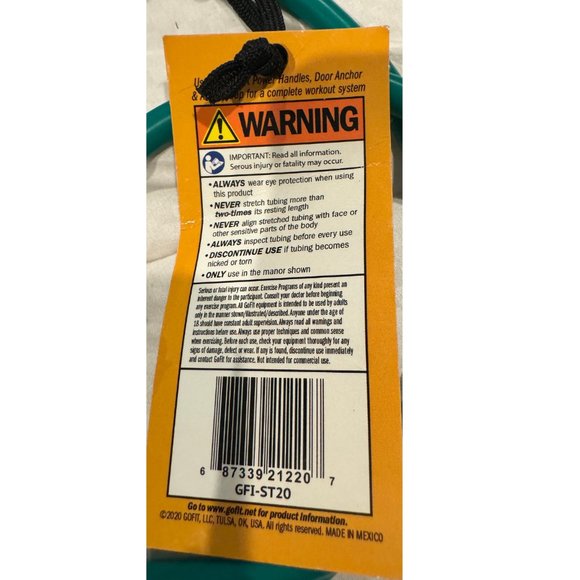 Us Power Handles, Door Anchor
& for a complete workout system
WARNING
IMPORTANT: Read all information.
Serous injury or fatality may occur.
• ALWAYS wear eye protection when using
this product
• NEVER stretch tubing more than
two-times its resting length
• NEVER align stretched tubing with face or
other sensitive parts of the body
• ALWAYS inspect tubing before every use
• DISCONTINUE USE if tubing becomes
nicked or torn
• ONLY use in the manor shown
Serious or fatal injury can occur. Exercise Programs of any kind present an
inherent danger to the participant. Consult your doctor before beginning
any exercise program. All GoFit equipment is intended to be used by adults
only in the manner shown/illustrated/described. Anyone under the age of
18 should have constant adult supervision. Always read all warnings and
instructions before use. Always use proper techniques and common sense
when exercising. Before each use, check your equipment thoroughly for any
signs of damage, defect or wear. If any is found, discontinue use immediately
and contact GoFit for assistance. Not intended for commercial use.
6 87339 21220 7
GFI-ST20
Go to www.gofit.net for product information.
©2020 GOFIT, LLC, TULSA, OK, USA. All rights reserved. MADE IN MEXICO